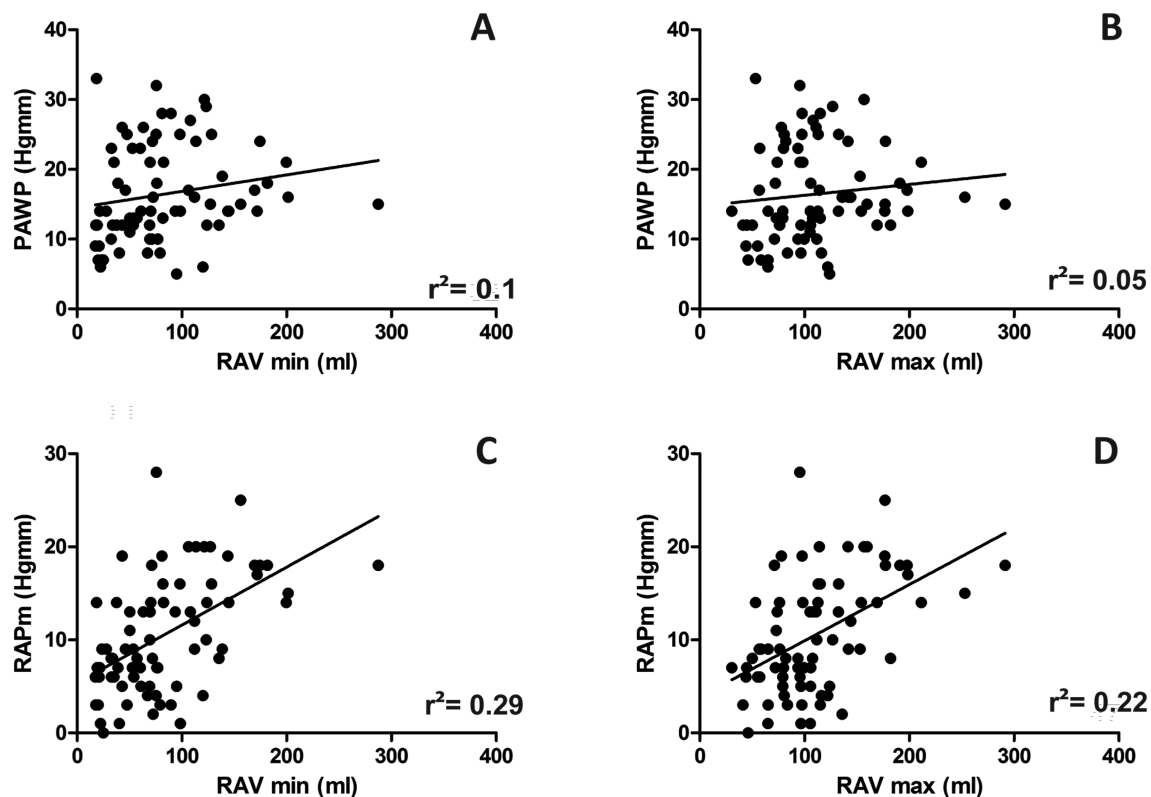 A
40
30
20
10
0
PAWP (Hgmm)
r²= 0.1
0 100 200 300 400
RAV min (ml)
B
40
30
20
10
0
PAWP (Hgmm)
r²= 0.05
0 100 200 300 400
RAV max (ml)
C
30
20
10
0
RAPm (Hgmm)
r²= 0.29
0 100 200 300 400
RAV min (ml)
D
30
20
10
0
RAPm (Hgmm)
r²= 0.22
0 100 200 300 400
RAV max (ml)